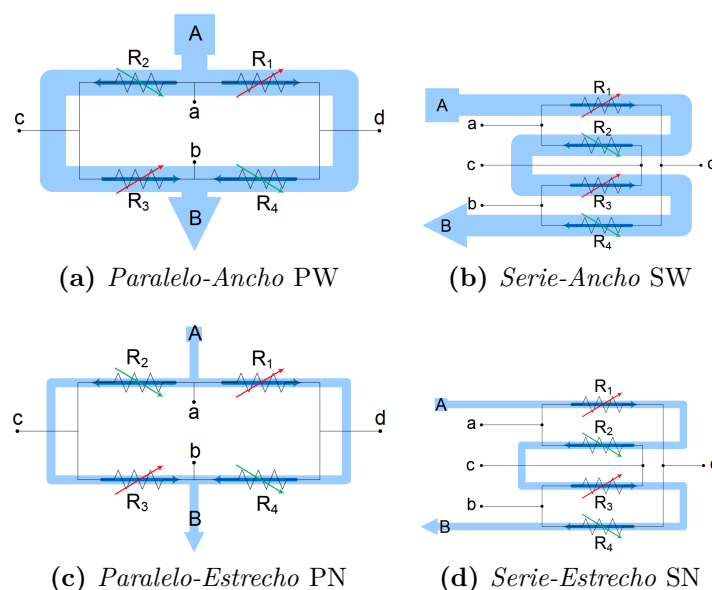 A
R2 R1
c a d
b
R3 B R4
(a) Paralelo-Ancho PW
A R1
a
R2
c d
R3
b
B R4
(b) Serie-Ancho SW
A
R2 R1
c a d
b
R3 B R4
(c) Paralelo-Estrecho PN
A R1
a
R2
c
R3
b
B R4
(d) Serie-Estrecho SN